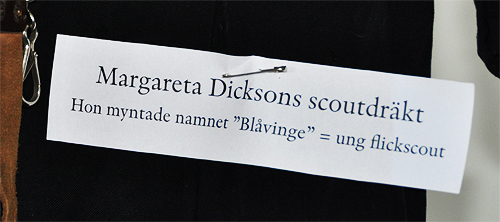 Margareta Dicksons scoutdräkt
Hon myntade namnet ”Blåvinge” = ung flickscout